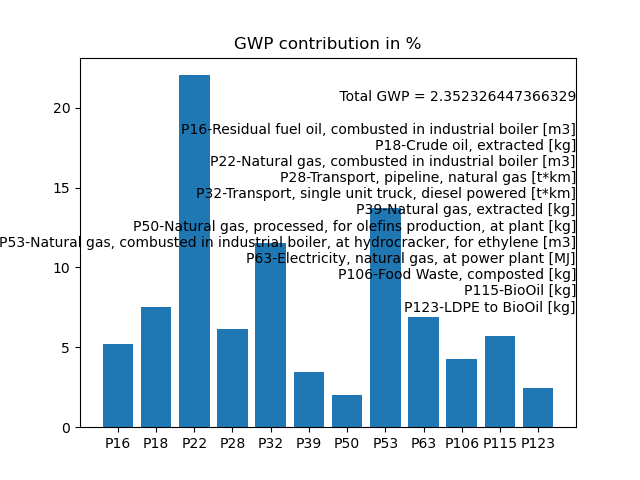 GWP contribution in %
Total GWP = 2.352326447366329
P16-Residual fuel oil, combusted in industrial boiler [m3]
P18-Crude oil, extracted [kg]
P22-Natural gas, combusted in industrial boiler [m3]
P28-Transport, pipeline, natural gas [t*km]
P32-Transport, single unit truck, diesel powered [t*km]
P39-Natural gas, extracted [kg]
P50-Natural gas, processed, for olefins production, at plant [kg]
P53-Natural gas, combusted in industrial boiler, at hydrocracker, for ethylene [m3]
P63-Electricity, natural gas, at power plant [MJ]
P106-Food Waste, composted [kg]
P115-BioOil [kg]
P123-LDPE to BioOil [kg]
20
15
10
5
0
P16 P18 P22 P28 P32 P39 P50 P53 P63 P106 P115 P123